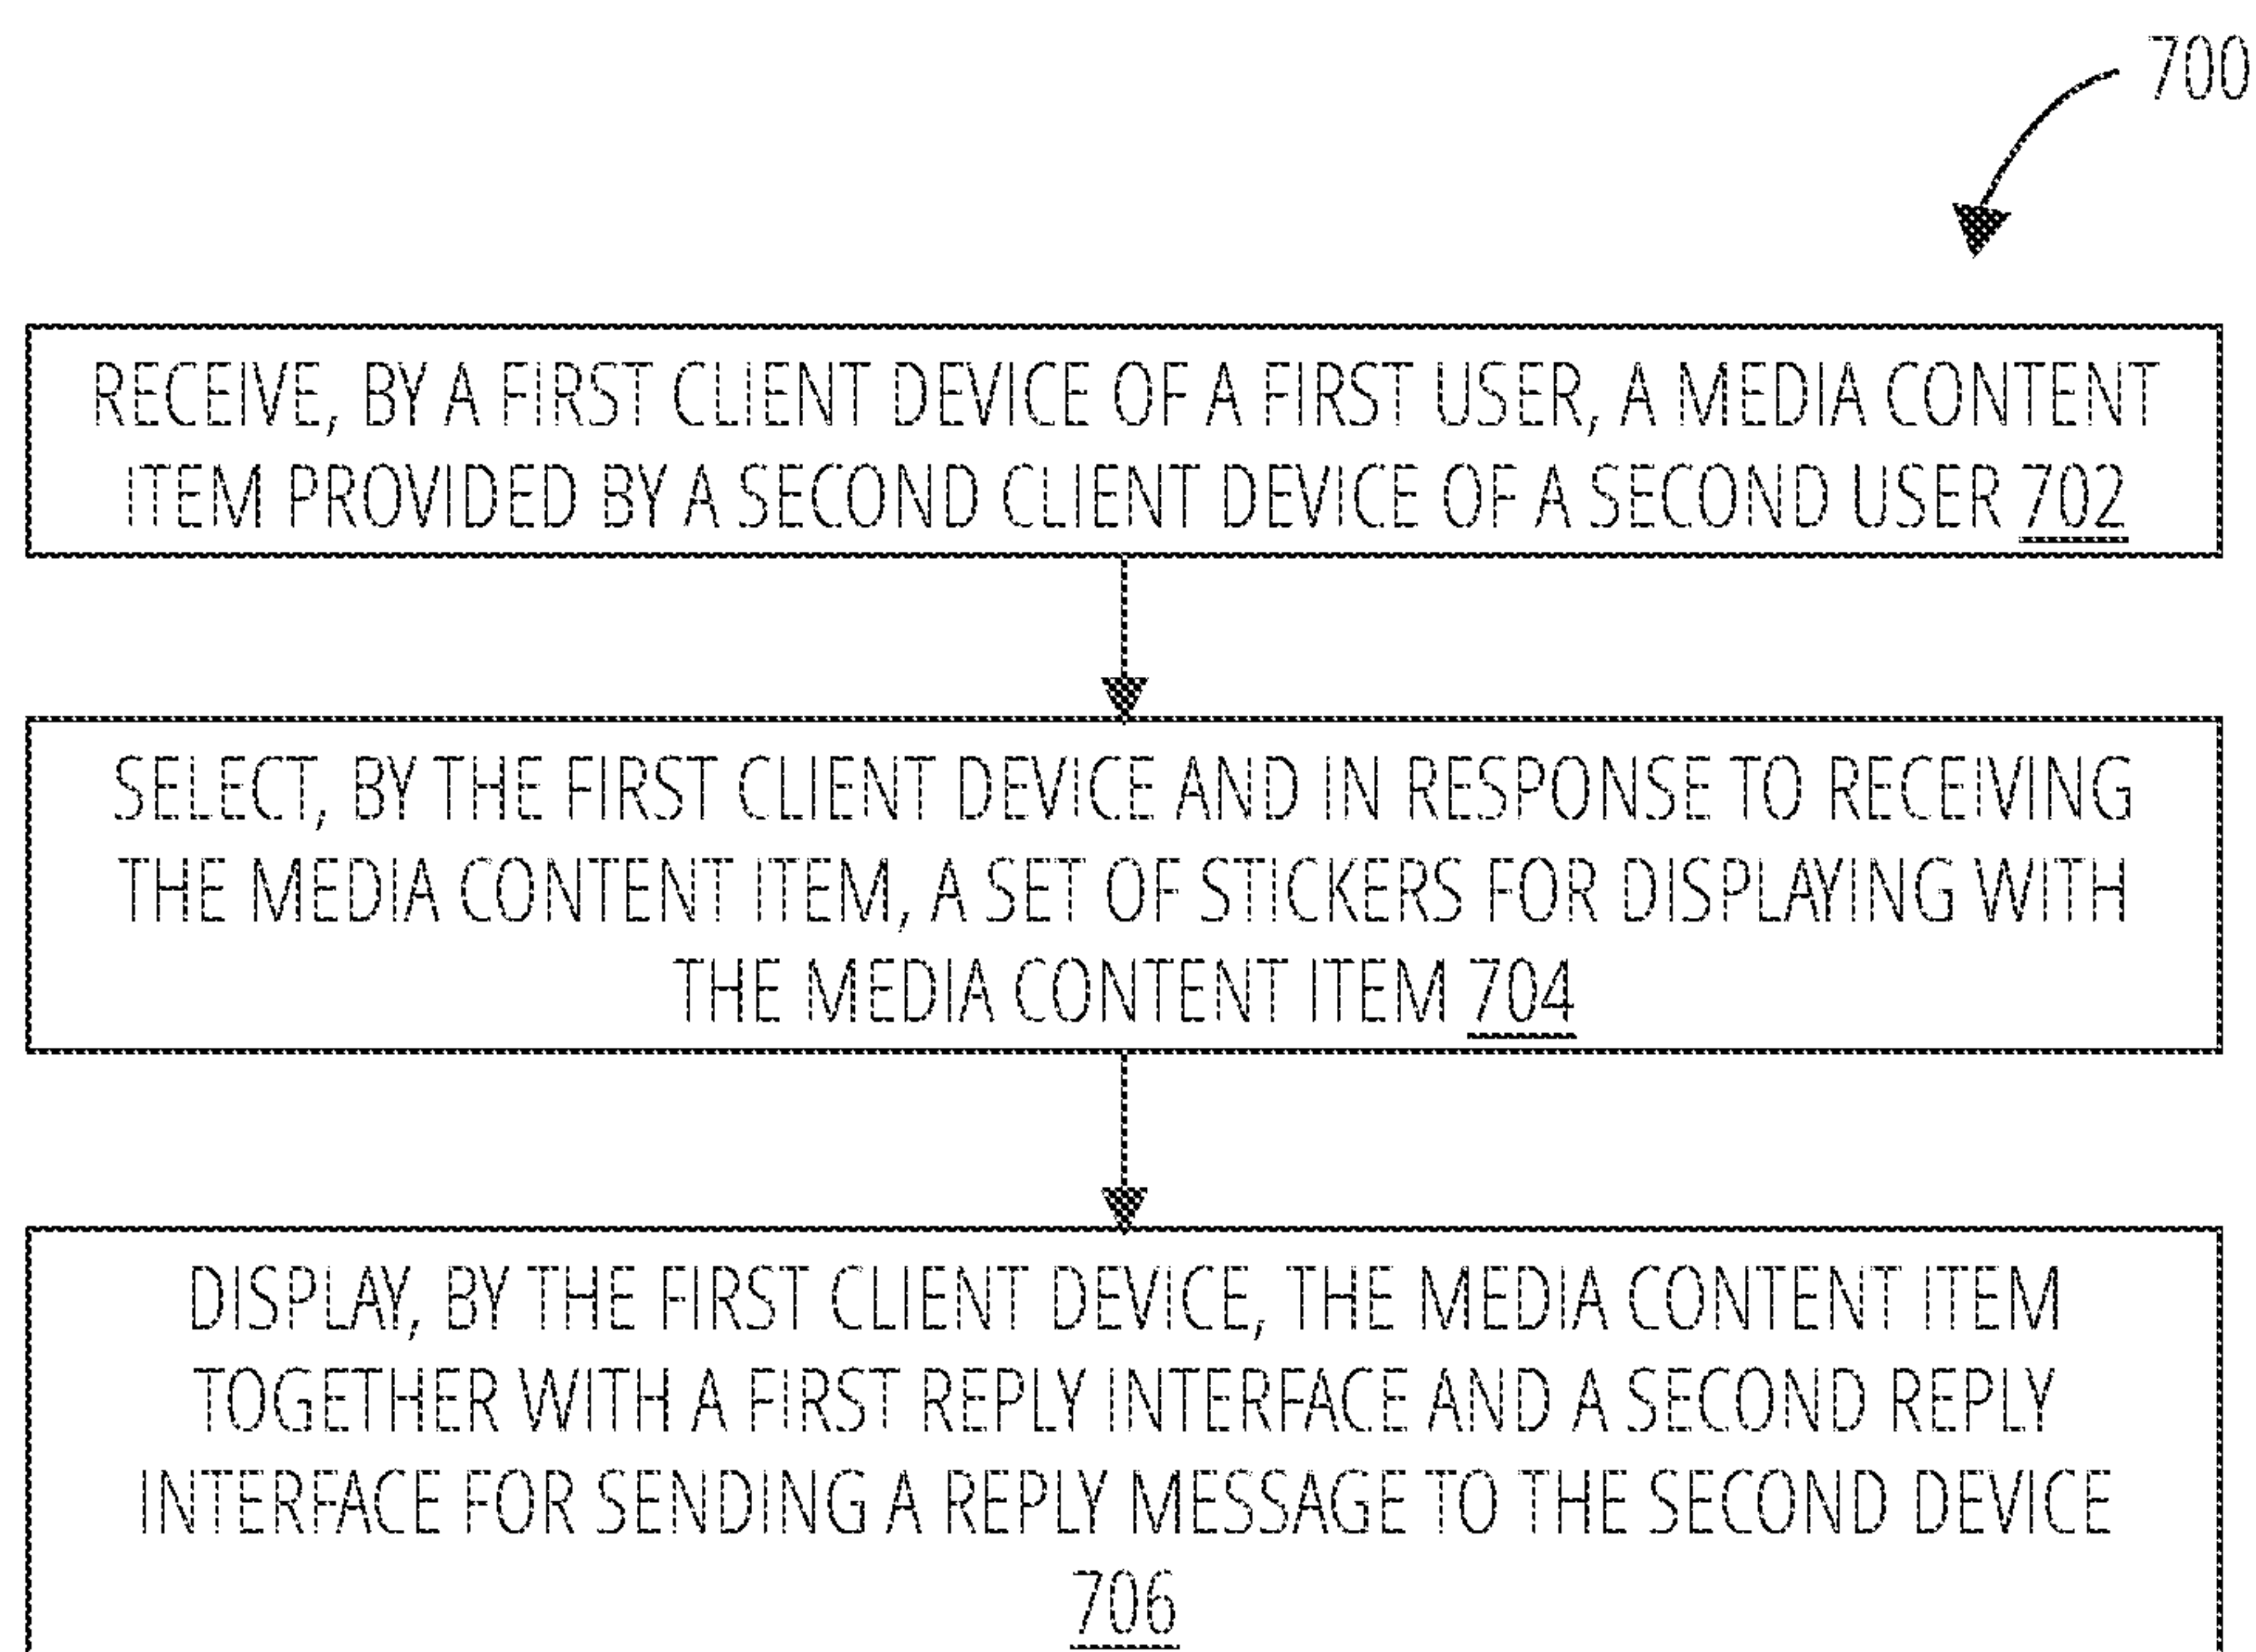 700
RECEIVE, BY A FIRST CLIENT DEVICE OF A FIRST USER, A MEDIA CONTENT
ITEM PROVIDED BY A SECOND CLIENT DEVICE OF A SECOND USER 702
SELECT, BY THE FIRST CLIENT DEVICE AND IN RESPONSE TO RECEIVING
THE MEDIA CONTENT ITEM, A SET OF STICKERS FOR DISPLAYING WITH
THE MEDIA CONTENT ITEM 704
DISPLAY, BY THE FIRST CLIENT DEVICE, THE MEDIA CONTENT ITEM
TOGETHER WITH A FIRST REPLY INTERFACE AND A SECOND REPLY
INTERFACE FOR SENDING A REPLY MESSAGE TO THE SECOND DEVICE
706